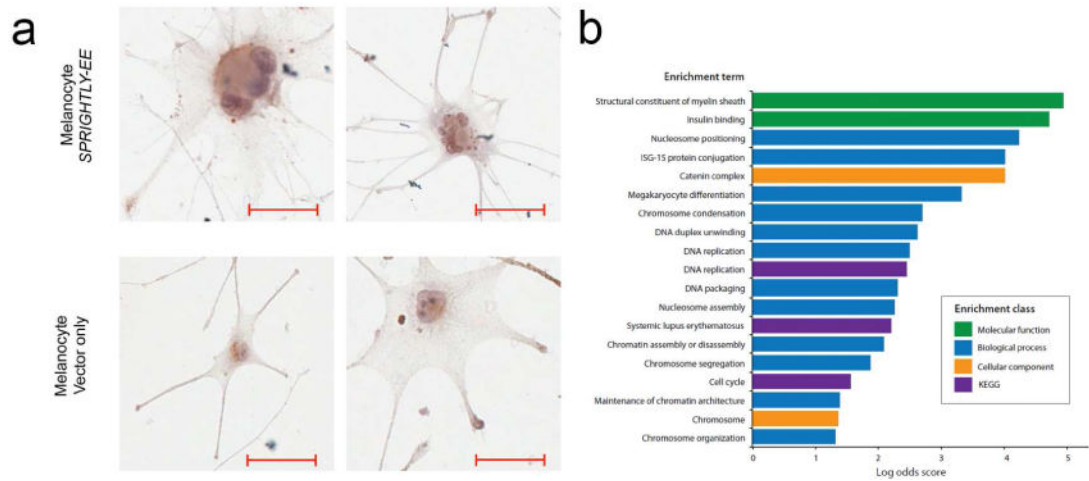 a
Melanocyte
SPRIGHTLY-EE
Melanocyte
Vector only
b
Enrichment term
Structural constituent of myelin sheath
Insulin binding
Nucleosome positioning
ISG-15 protein conjugation
Catenin complex
Megakaryocyte differentiation
Chromosome condensation
DNA duplex unwinding
DNA replication
DNA replication
DNA packaging
Nucleosome assembly
Systemic lupus erythematosus
Chromatin assembly or disassembly
Chromosome segregation
Cell cycle
Maintenance of chromatin architecture
Chromosome
Chromosome organization
0 1 2 3 4 5
Log odds score
Enrichment class
Molecular function
Biological process
Cellular component
KEGG